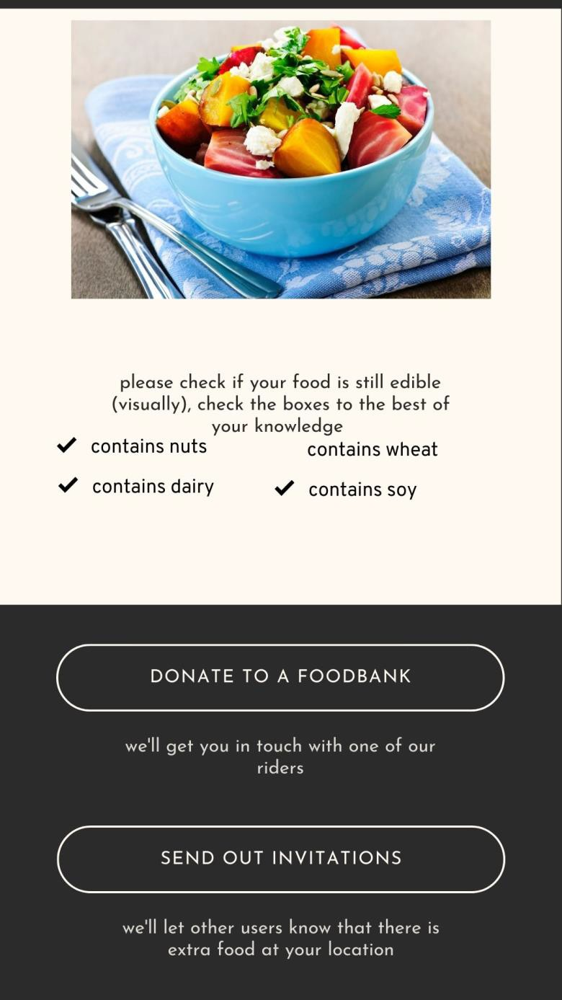 please check if your food is still edible
(visually), check the boxes to the best of
your knowledge
contains nuts
contains wheat
contains dairy
contains soy
DONATE TO A FOODBANK
we'll get you in touch with one of our
riders
SEND OUT INVITATIONS
we'll let other users know that there is
extra food at your location